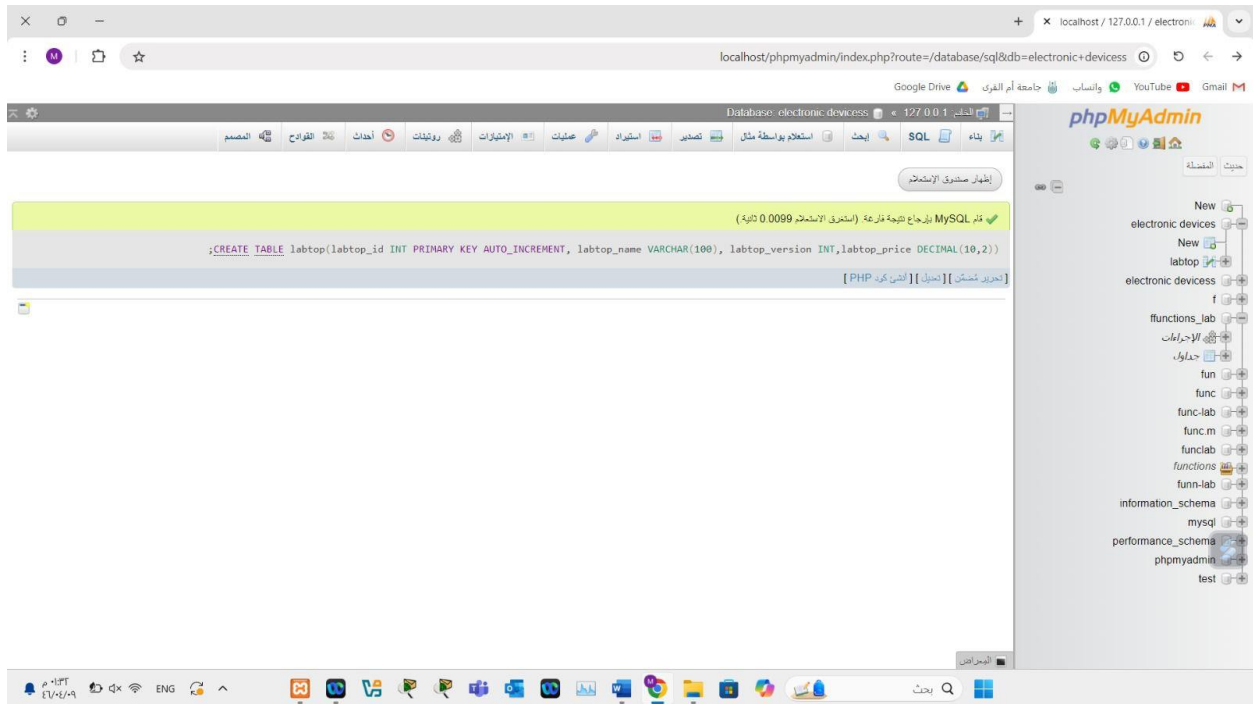 localhost / 127.0.0.1 / electronic
localhost/phpmyadmin/index.php?route=/database/sql&db=electronic+devicess
Gmail
YouTube
واتساب
جامعة أم القرى
Google Drive
phpMyAdmin
حديث المفضلة
New
electronic devices
New
labtop
electronic devicess
f
ffunctions_lab
الإجراءات
جداول
fun
func
func-lab
func.m
funclab
functions
funn-lab
information_schema
mysql
performance_schema
phpmyadmin
test
الخادم: 127.0.0.1 » Database: electronic devicess
بناء SQL إبحث استعلام بواسطة مثال تصدير استيراد عمليات الإمتيازات روتينات أحداث القوادح المصمم
إظهار صندوق الإستعلام
قام MySQL بإرجاع نتيجة فارغة. (استغرق الاستعلام 0.0099 ثانية.)
CREATE TABLE labtop(labtop_id INT PRIMARY KEY AUTO_INCREMENT, labtop_name VARCHAR(100), labtop_version INT,labtop_price DECIMAL(10,2));
[تحرير مُضمّن] [تعديل] [أنشئ كود PHP]
بحث
ENG